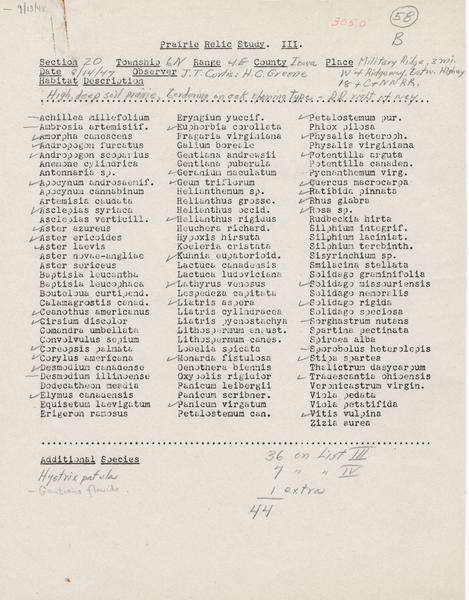 — 9/13/48
3050
58
B
Prairie Relic Study. III.
Section 20 Township 6N Range 4E County Iowa Place Military Ridge, 2 mi.
Date 8/14/47 Observer J.T. Curtis: H.C. Greene W of Ridgeway, betw. Highway
Habitat Description 18 + C+NWRR.
High, deep soil prairie, bordering on oak opening type - RR right of way
—Achillea millefolium
—Ambrosia artemisiif.
✓Amorpha canescens
✓Andropogon furcatus
✓Andropogon scoparius
Anemone cylindrica
Antennaria sp.
✓Apocynum androsaemif.
Apocynum cannabinum
Artemisia caudata
✓Asclepias syriaca
Asclepias verticill.
✓Aster azureus
✓Aster ericoides
✓Aster laevis
Aster novae-angliae
Aster sericeus
Baptisia leucantha
Baptisia leucophaea
Bouteloua curtipend.
Calamagrostis canad.
✓Ceanothus americanus
—Cirsium discolor
Comandra umbellata
Convolvulus sepium
✓Coreopsis palmata
✓Corylus americana
✓Desmodium canadense
—Desmodium illinoense
Dodecatheon meadia
✓Elymus canadensis
Equisetum laevigatum
Erigeron ramosus
Eryngium yuccif.
✓Euphorbia corollata
Fragaria virginiana
Galium boreale
Gentiana andrewsii
Gentiana puberula
✓Geranium maculatum
✓Geum triflorum
Helianthemum sp.
Helianthus grosse.
Helianthus occid.
✓Helianthus rigidus
Heuchera richard.
Hypoxis hirsuta
Koeleria cristata
✓Kuhnia eupatorioid.
Lactuca canadensis
Lactuca ludoviciana
✓Lathyrus venosus
Lespedeza capitata
✓Liatris aspera
Liatris cylindracea
Liatris pycnostachya
Lithospermum angust.
Lithospermum canes.
Lobelia spicata
✓Monarda fistulosa
Oenothera biennis
Oxypolis rigidior
Panicum leibergii
Panicum scribner.
✓Panicum virgatum
Petalostemum can.
✓Petalostemum pur.
Phlox pilosa
✓Physalis heteroph.
Physalis virginiana
✓Potentilla arguta
Potentilla canaden.
Pycnanthemum virg.
✓Quercus macrocarpa
✓Ratibida pinnata
✓Rhus glabra
✓Rosa sp.
Rudbeckia hirta
Silphium integrif.
Silphium laciniat.
Silphium terebinth.
Sisyrinchium sp.
Smilacina stellata
Solidago graminifolia
✓Solidago missouriensis
Solidago nemoralis
✓Solidago rigida
Solidago speciosa
—Sorghastrum nutans
Spartina pectinata
Spiraea alba
—Sporobolus heterolepis
✓Stipa spartea
Thalictrum dasycarpum
✓Tradescantia ohioensis
Veronicastrum virgin.
Viola pedata
Viola petatifida
✓Vitis vulpina
Zizia aurea
Additional Species
Hystrix patula
— Gentiana flavida.
36 on List III
7 " " IV
1 extra
44